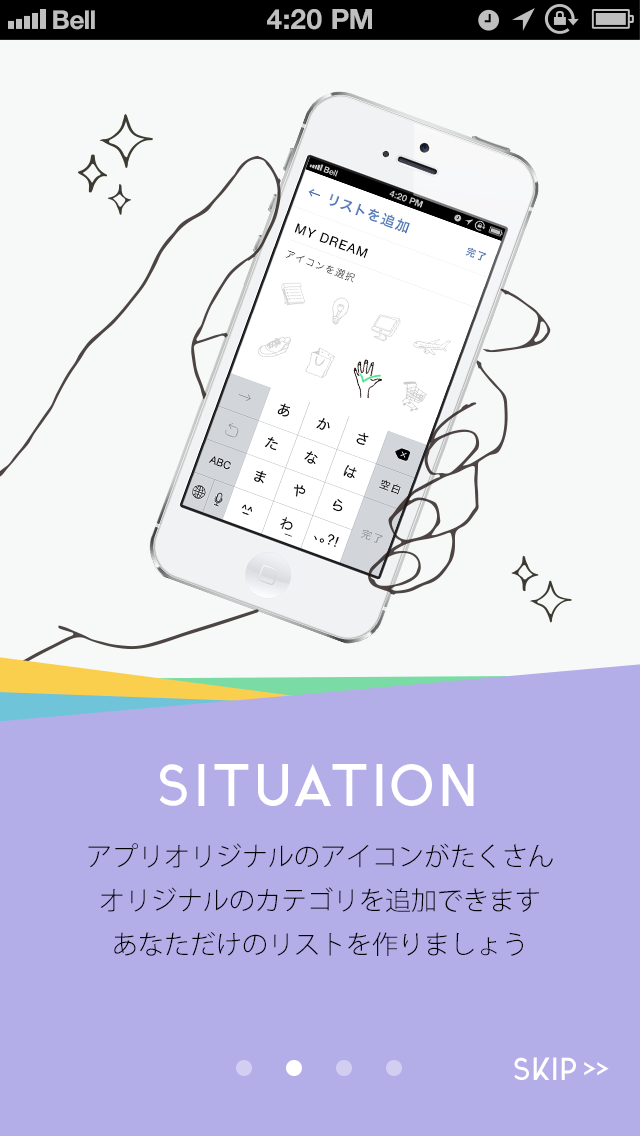 Bell 4:20 PM
Bell 4:20 PM
← リストを追加 完了
MY DREAM
アイコンを選択
→ あ か さ
た な は 空白
ABC ま や ら
^^ わ 、。?! 完了
SITUATION
アプリオリジナルのアイコンがたくさん
オリジナルのカテゴリを追加できます
あなただけのリストを作りましょう
SKIP >>